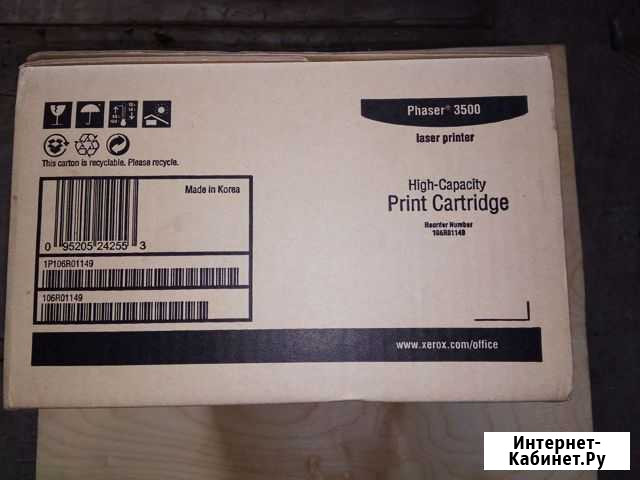 Phaser® 3500
laser printer
This carton is recyclable. Please recycle.
High-Capacity
Print Cartridge
Reorder Number
106R01149
Made in Korea
0 95205 24255 3
1P106R01149
106R01149
www.xerox.com/office
Интернет-
Кабинет.Ру